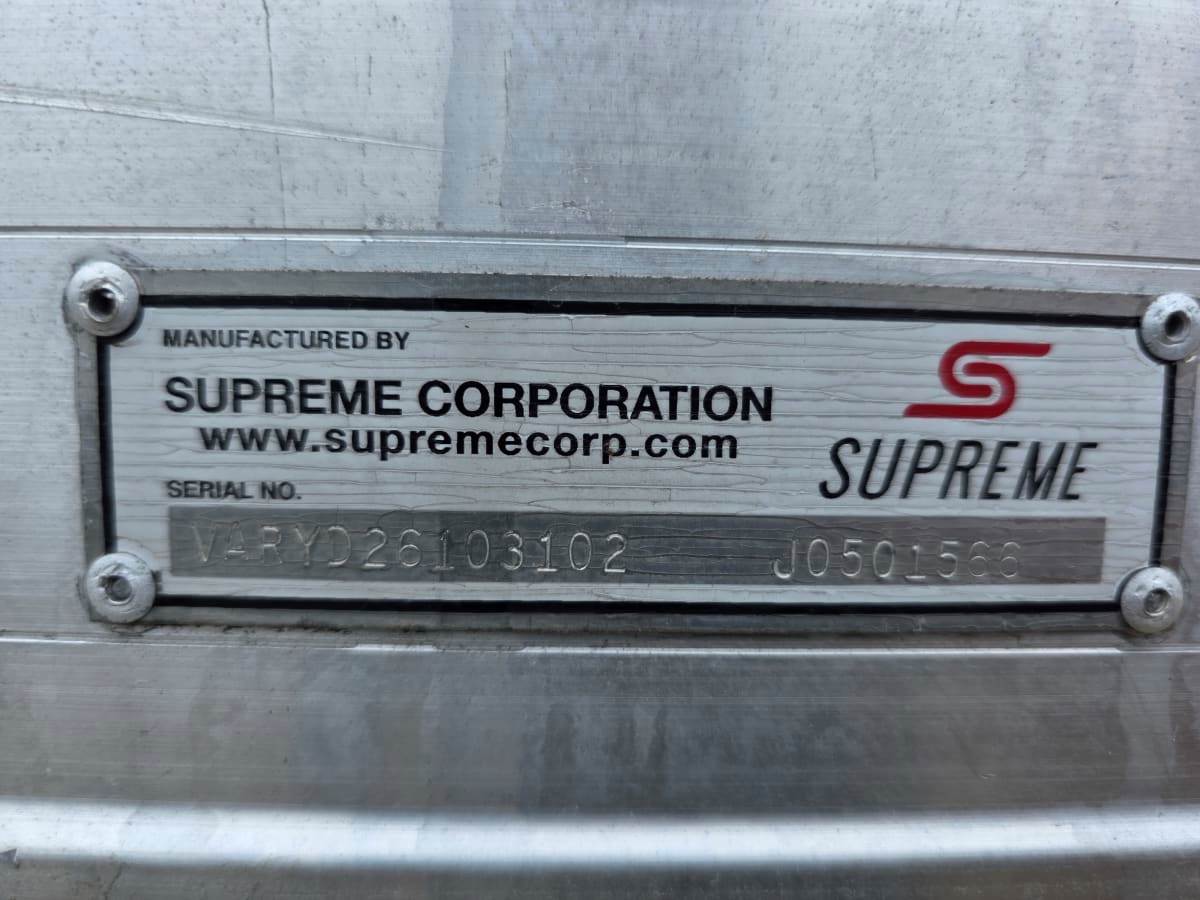 MANUFACTURED BY
SUPREME CORPORATION
www.supremecorp.com
SUPREME
SERIAL NO.
VARYD26103102 J0501566